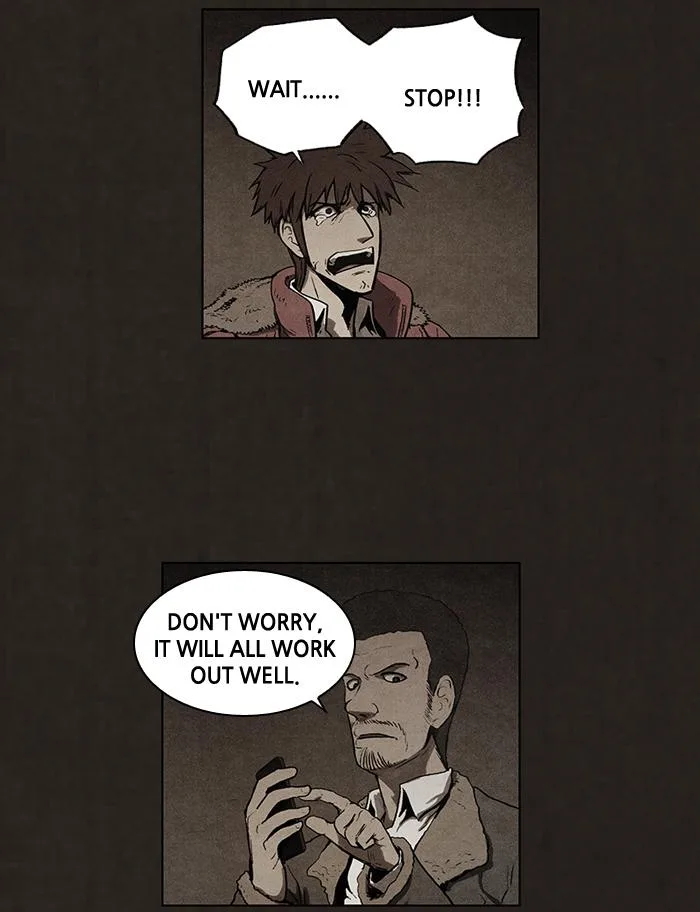 WAIT......
STOP!!!
DON'T WORRY,
IT WILL ALL WORK
OUT WELL.